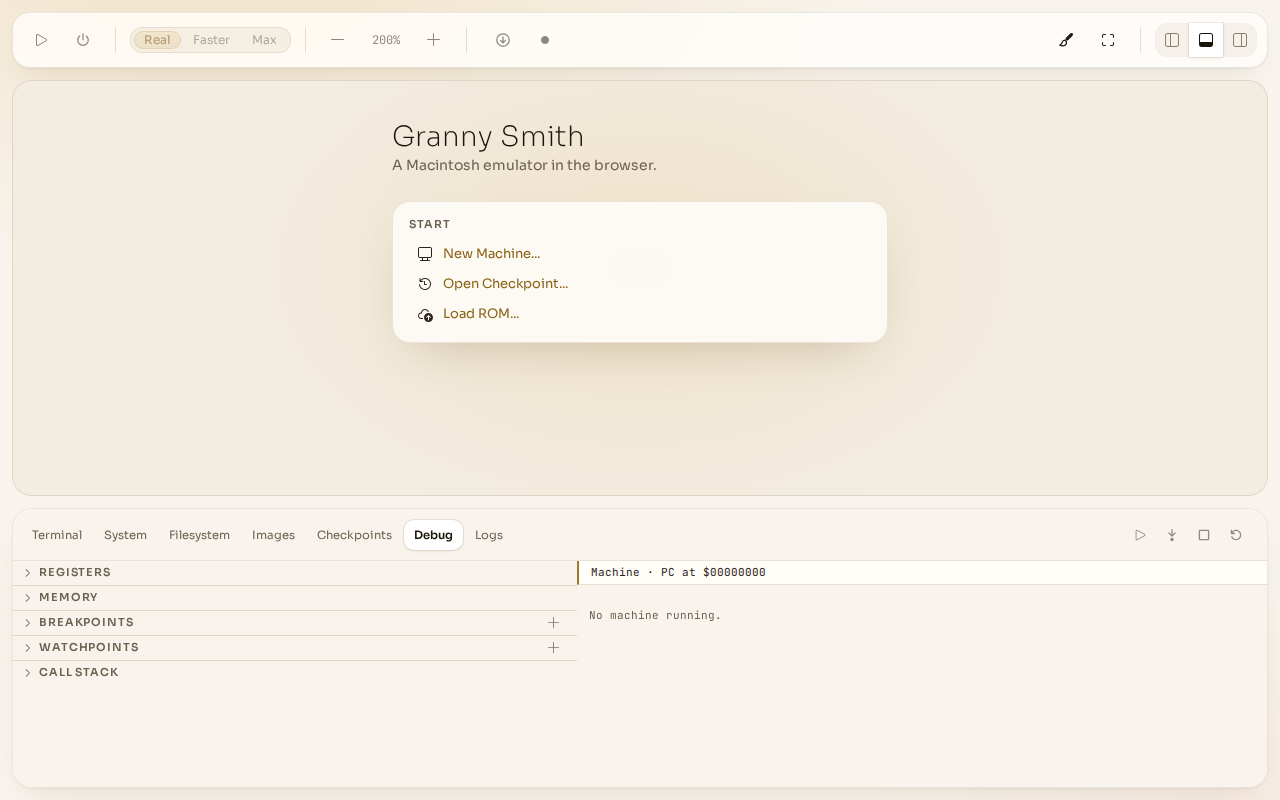 Real Faster Max 200%
Granny Smith
A Macintosh emulator in the browser.
START
New Machine...
Open Checkpoint...
Load ROM...
Terminal System Filesystem Images Checkpoints Debug Logs
REGISTERS
MEMORY
BREAKPOINTS
WATCHPOINTS
CALL STACK
Machine · PC at $00000000
No machine running.